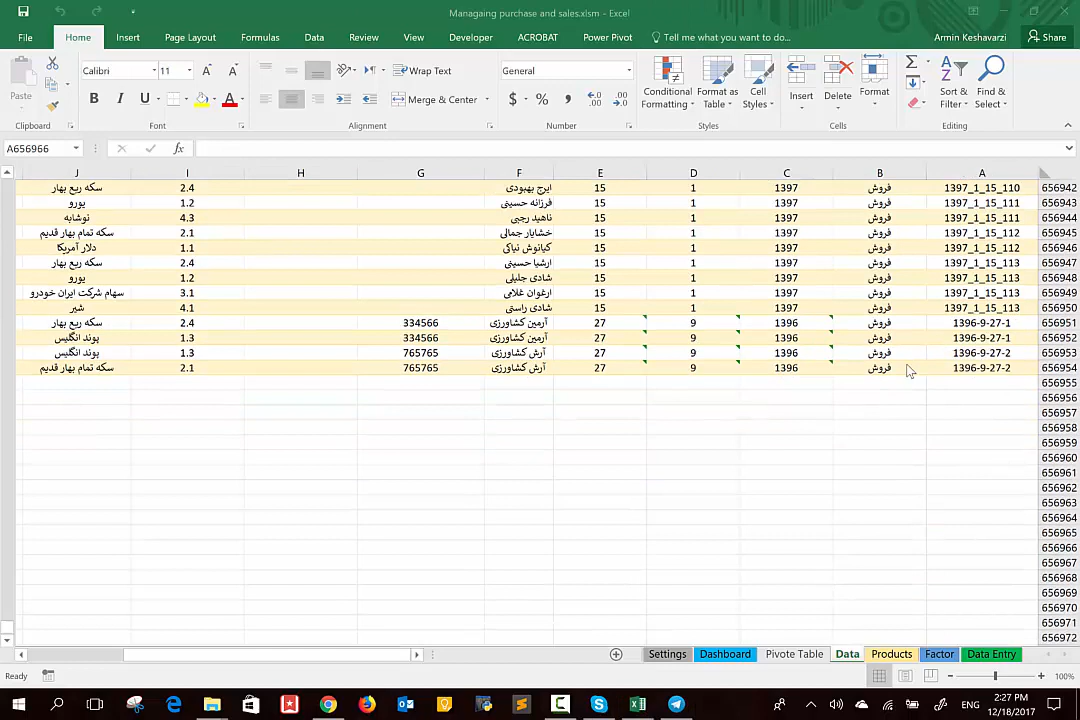 Managaing purchase and sales.xlsm - Excel
File Home Insert Page Layout Formulas Data Review View Developer ACROBAT Power Pivot Tell me what you want to do... Armin Keshavarzi Share
Paste
Calibri 11 A A Wrap Text General
B I U A Merge & Center $ % ,
Conditional Formatting Format as Table Cell Styles Insert Delete Format Sort & Filter Find & Select
Clipboard Font Alignment Number Styles Cells Editing
A656966 fx
J I H G F E D C B A
سکه ربع بهار 2.4 ایرج بهبودی 15 1 1397 فروش 1397_1_15_110 656942
یورو 1.2 فرزانه حسینی 15 1 1397 فروش 1397_1_15_111 656943
نوشابه 4.3 ناهید رجبی 15 1 1397 فروش 1397_1_15_111 656944
سکه تمام بهار قدیم 2.1 خشایار جمالی 15 1 1397 فروش 1397_1_15_112 656945
دلار آمریکا 1.1 کیانوش نیاکی 15 1 1397 فروش 1397_1_15_112 656946
سکه ربع بهار 2.4 ارشیا حسینی 15 1 1397 فروش 1397_1_15_113 656947
یورو 1.2 شادی جلیلی 15 1 1397 فروش 1397_1_15_113 656948
سهام شرکت ایران خودرو 3.1 ارغوان غلامی 15 1 1397 فروش 1397_1_15_113 656949
شیر 4.1 شادی راستی 15 1 1397 فروش 1397_1_15_113 656950
سکه ربع بهار 2.4 334566 آرمین کشاورزی 27 9 1396 فروش 1396-9-27-1 656951
پوند انگلیس 1.3 334566 آرمین کشاورزی 27 9 1396 فروش 1396-9-27-1 656952
پوند انگلیس 1.3 765765 آرش کشاورزی 27 9 1396 فروش 1396-9-27-2 656953
سکه تمام بهار قدیم 2.1 765765 آرش کشاورزی 27 9 1396 فروش 1396-9-27-2 656954
656955
656956
656957
656958
656959
656960
656961
656962
656963
656964
656965
656966
656967
656968
656969
656970
656971
656972
Settings Dashboard Pivote Table Data Products Factor Data Entry
Ready 100%
2:27 PM
ENG
12/18/2017